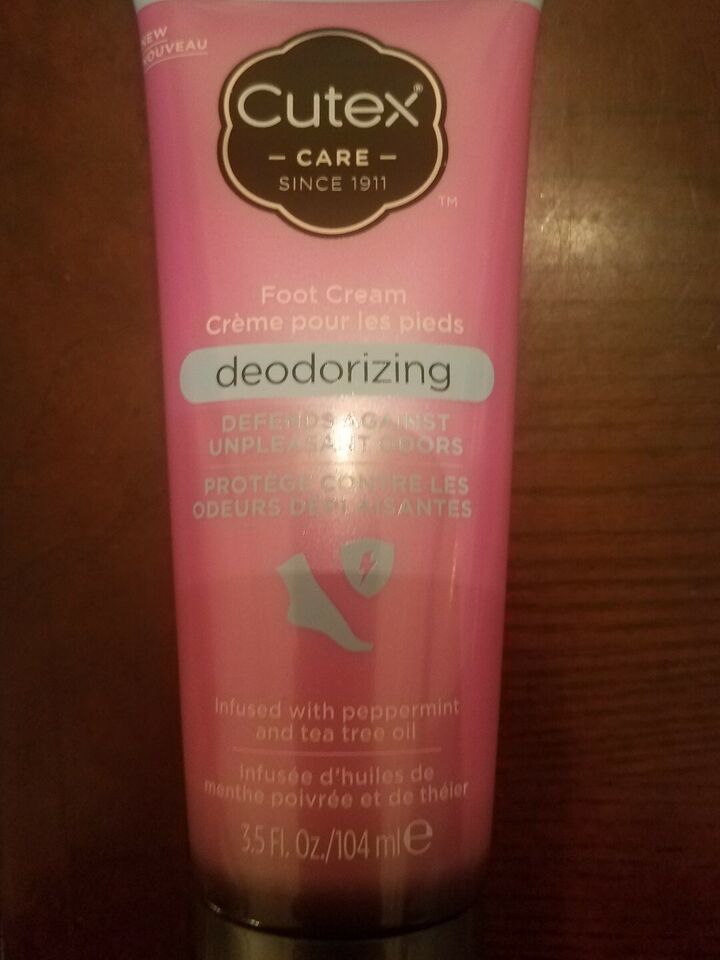 NEW
NOUVEAU
Cutex®
– CARE –
SINCE 1911
™
Foot Cream
Crème pour les pieds
deodorizing
DEFENDS AGAINST
UNPLEASANT ODORS
PROTÈGE CONTRE LES
ODEURS DÉPLAISANTES
Infused with peppermint
and tea tree oil
Infusée d'huiles de
menthe poivrée et de théier
3.5 Fl. Oz./104 ml ℮